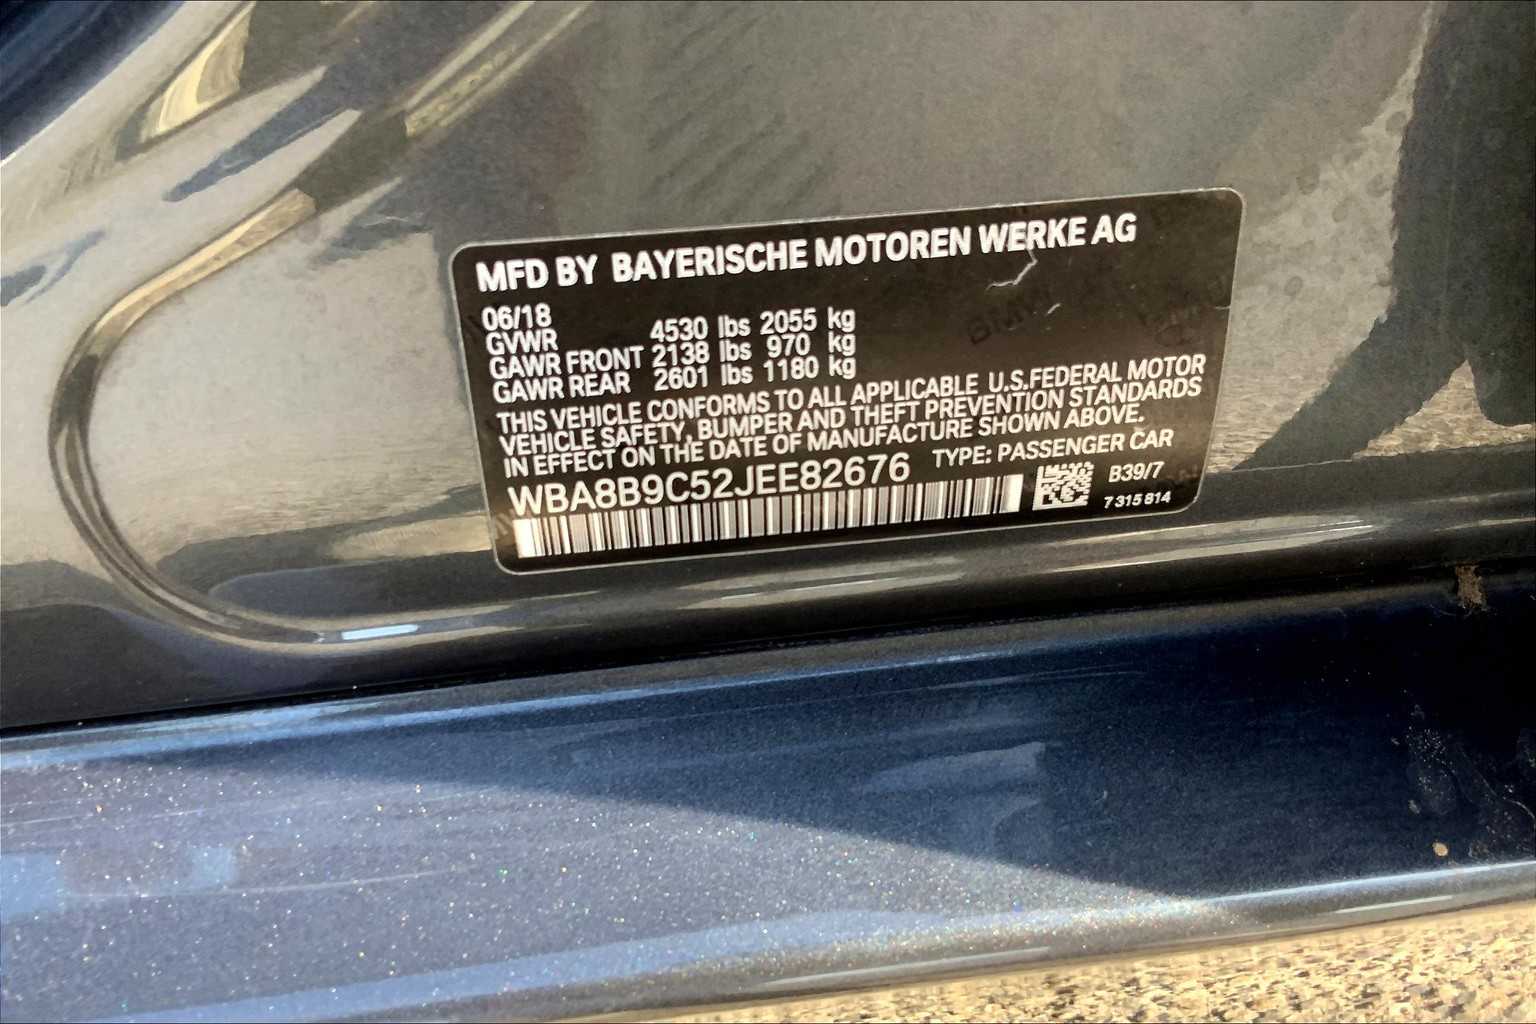 MFD BY BAYERISCHE MOTOREN WERKE AG
06/18
GVWR 4530 lbs 2055 kg
GAWR FRONT 2138 lbs 970 kg
GAWR REAR 2601 lbs 1180 kg
THIS VEHICLE CONFORMS TO ALL APPLICABLE U.S.FEDERAL MOTOR
VEHICLE SAFETY, BUMPER AND THEFT PREVENTION STANDARDS
IN EFFECT ON THE DATE OF MANUFACTURE SHOWN ABOVE.
WBA8B9C52JEE82676 TYPE: PASSENGER CAR
B39/7
7 315 814
BMW